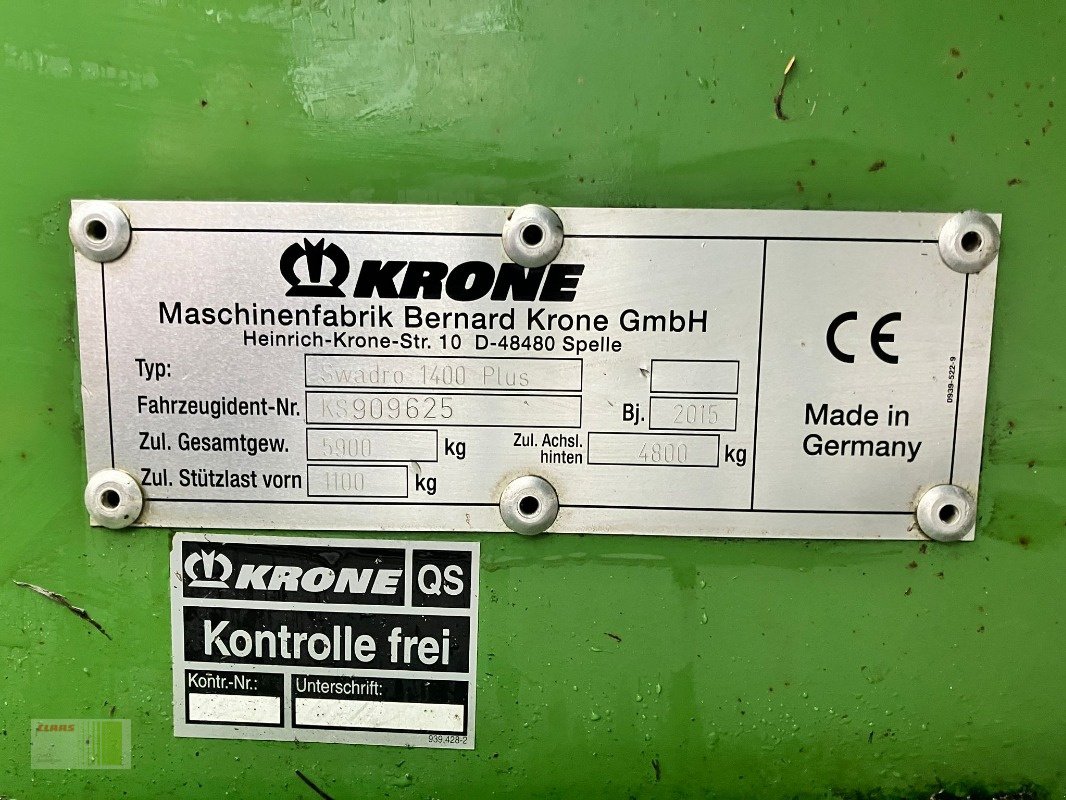 KRONE
Maschinenfabrik Bernard Krone GmbH
Heinrich-Krone-Str. 10 D-48480 Spelle
Typ: Swadro 1400 Plus
Fahrzeugident-Nr. KS909625 Bj. 2015
Zul. Gesamtgew. 5900 kg Zul. Achsl. hinten 4800 kg
Zul. Stützlast vorn 1100 kg
CE
Made in
Germany
0939-522-9
KRONE QS
Kontrolle frei
Kontr.-Nr.: Unterschrift:
939.428-2
CLAAS